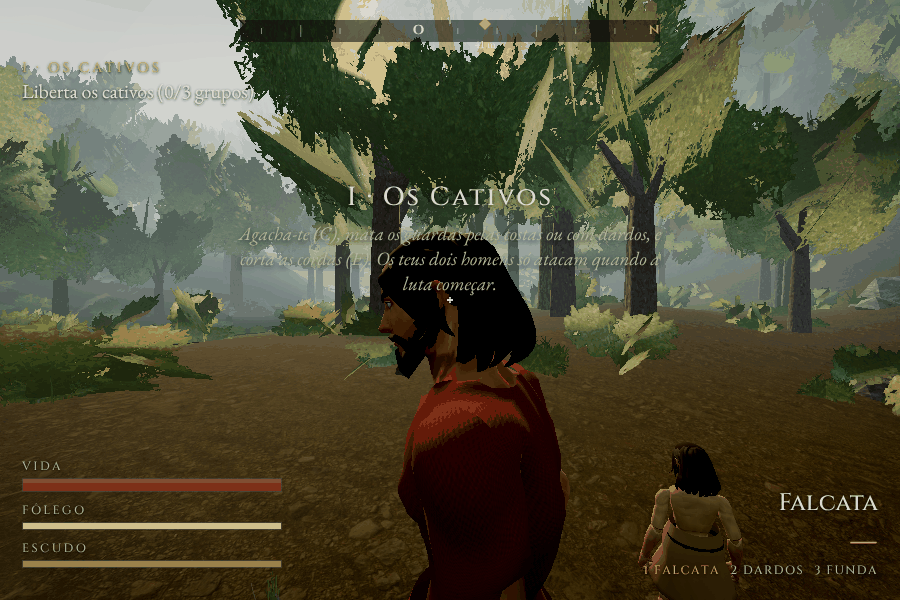 O N
I · OS CATIVOS
Liberta os cativos (0/3 grupos)
I · OS CATIVOS
Agacha-te (C), mata os guardas pelas costas ou com dardos,
corta as cordas (E). Os teus dois homens só atacam quando a
luta começar.
VIDA
FÔLEGO
ESCUDO
FALCATA
1 FALCATA 2 DARDOS 3 FUNDA